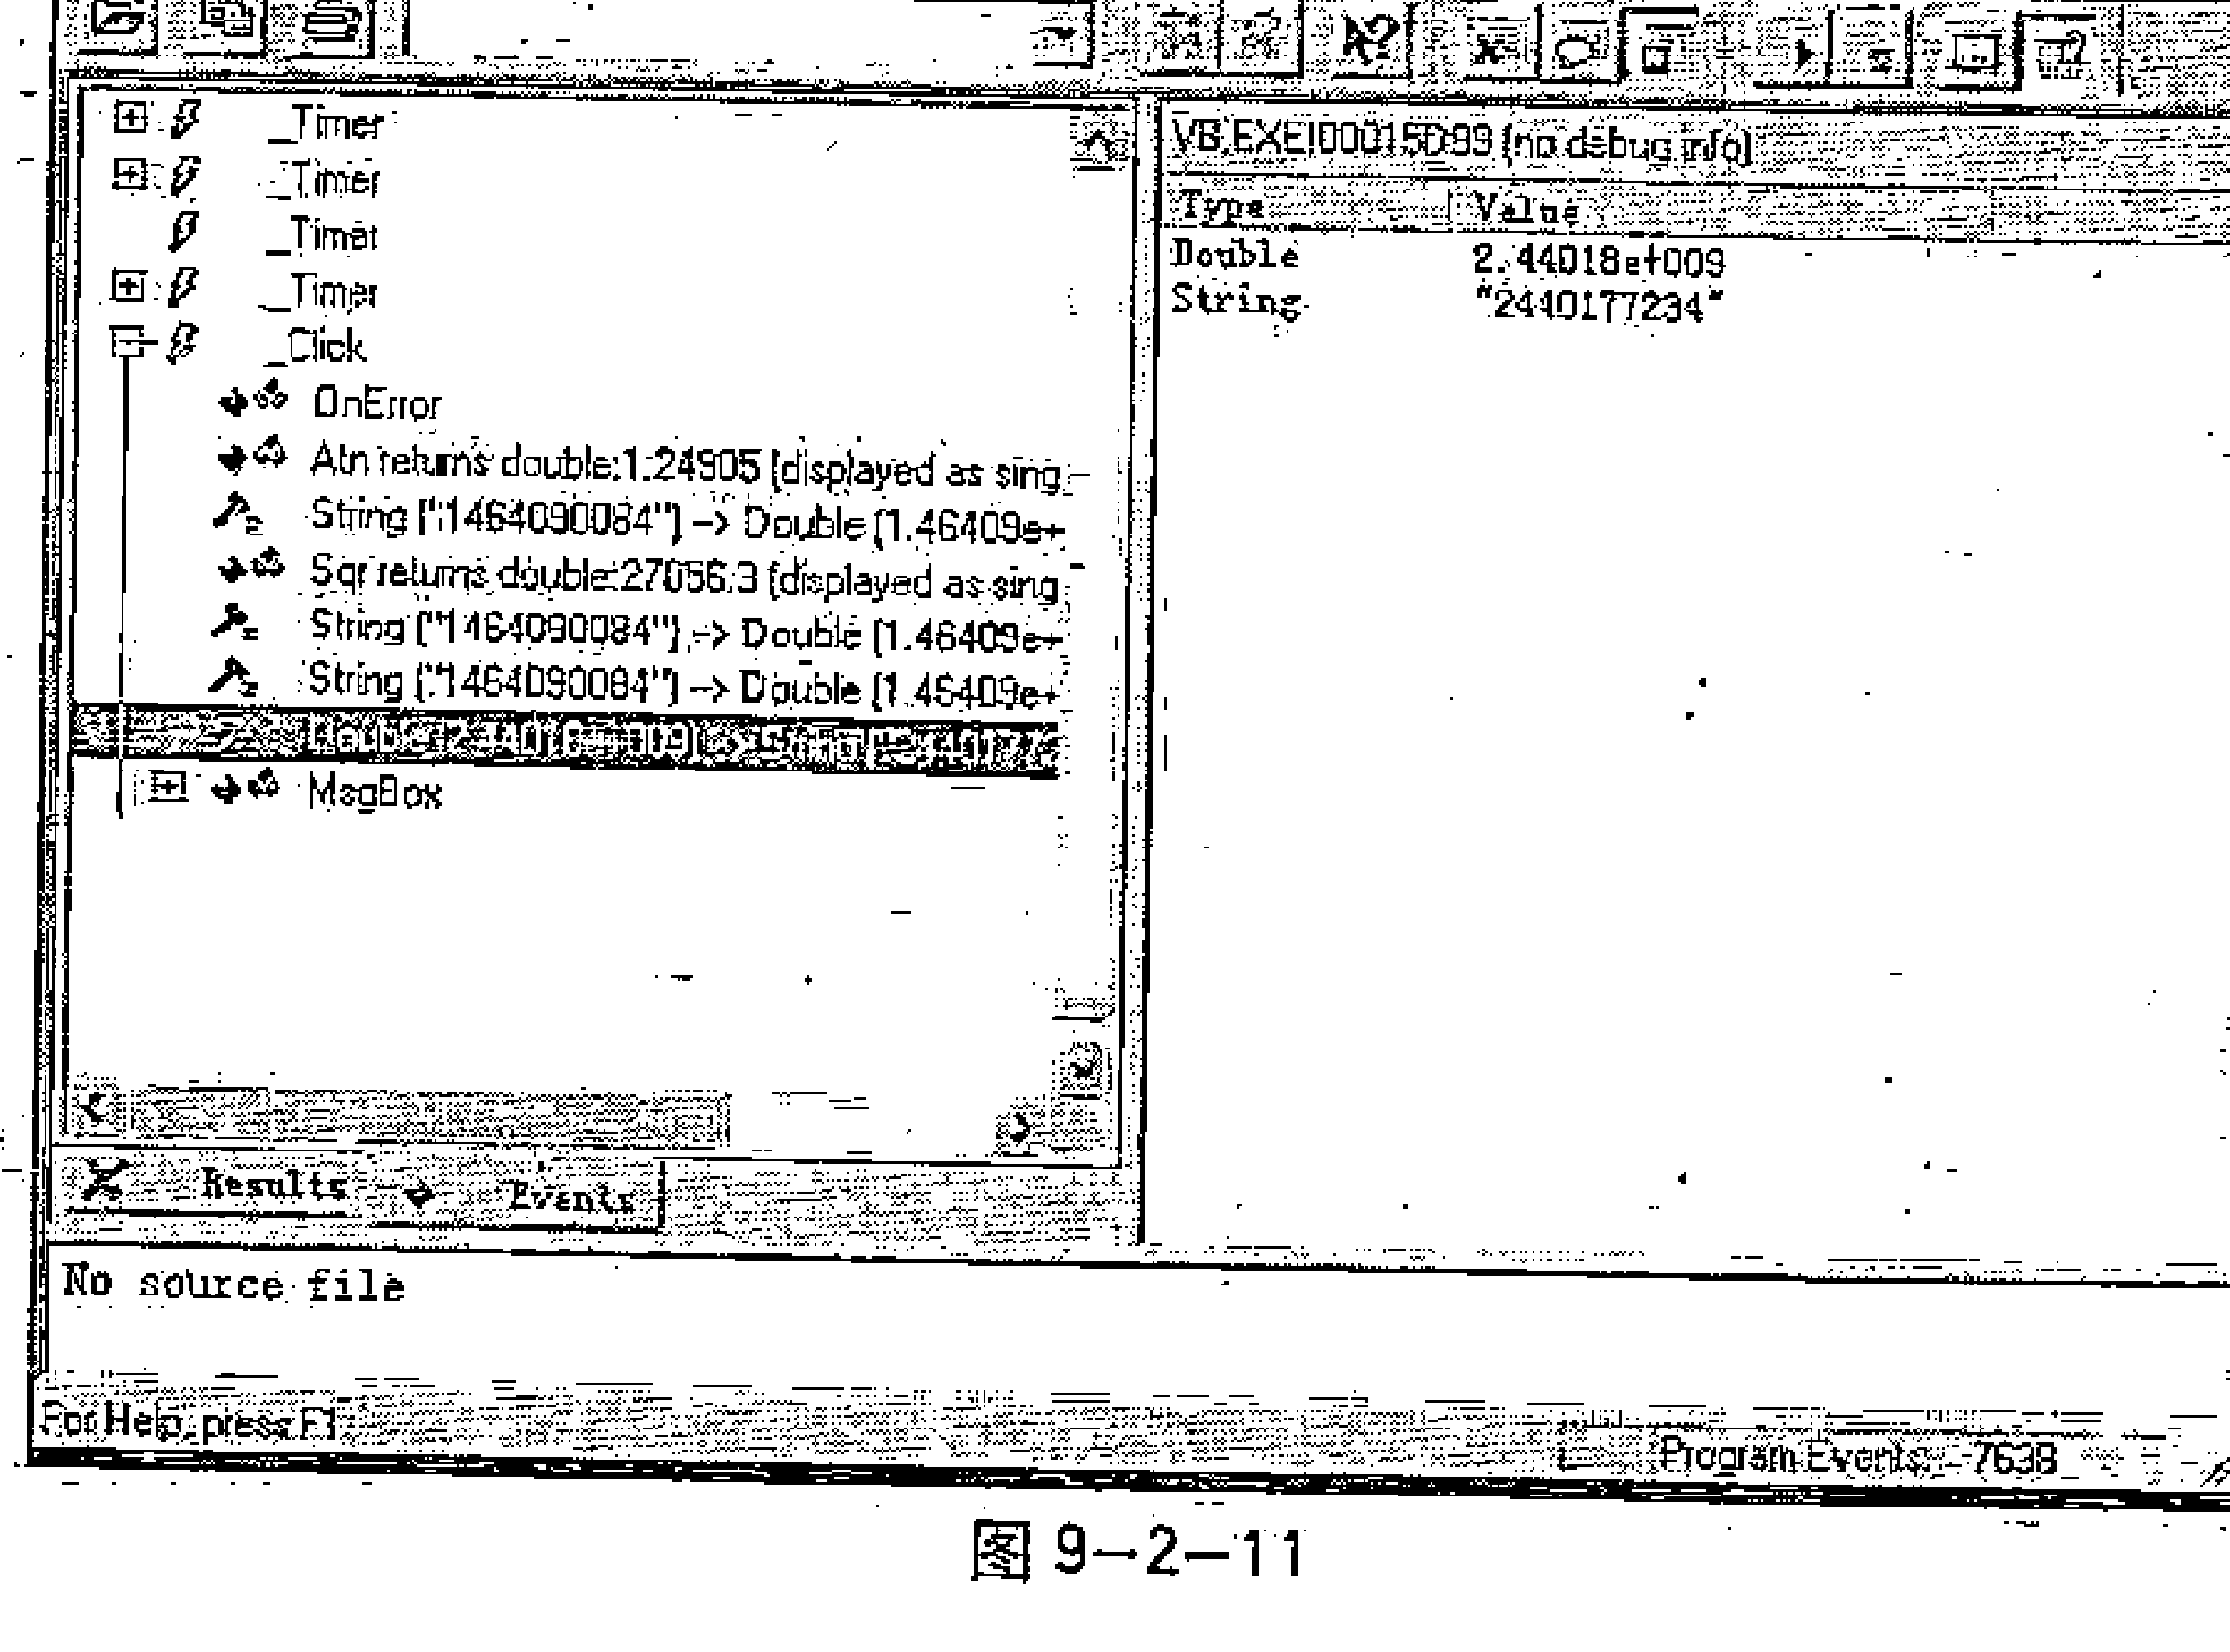 _Timer
_Timer
_Timer
_Timer
_Click
OnError
Atn returns double:1.24905 (displayed as sing
String ("1464090084") -> Double (1.46409e+
Sqr returns double:27056.3 (displayed as sing
String ("1464090084") -> Double (1.46409e+
String ("1464090084") -> Double (1.46409e+
MsgBox
VB.EXE!00015D99 (no debug info)
Type Value
Double 2.44018e+009
String "2440177234"
Results Events
No source file
For Help, press F1
Program Events: 7638
图 9-2-11